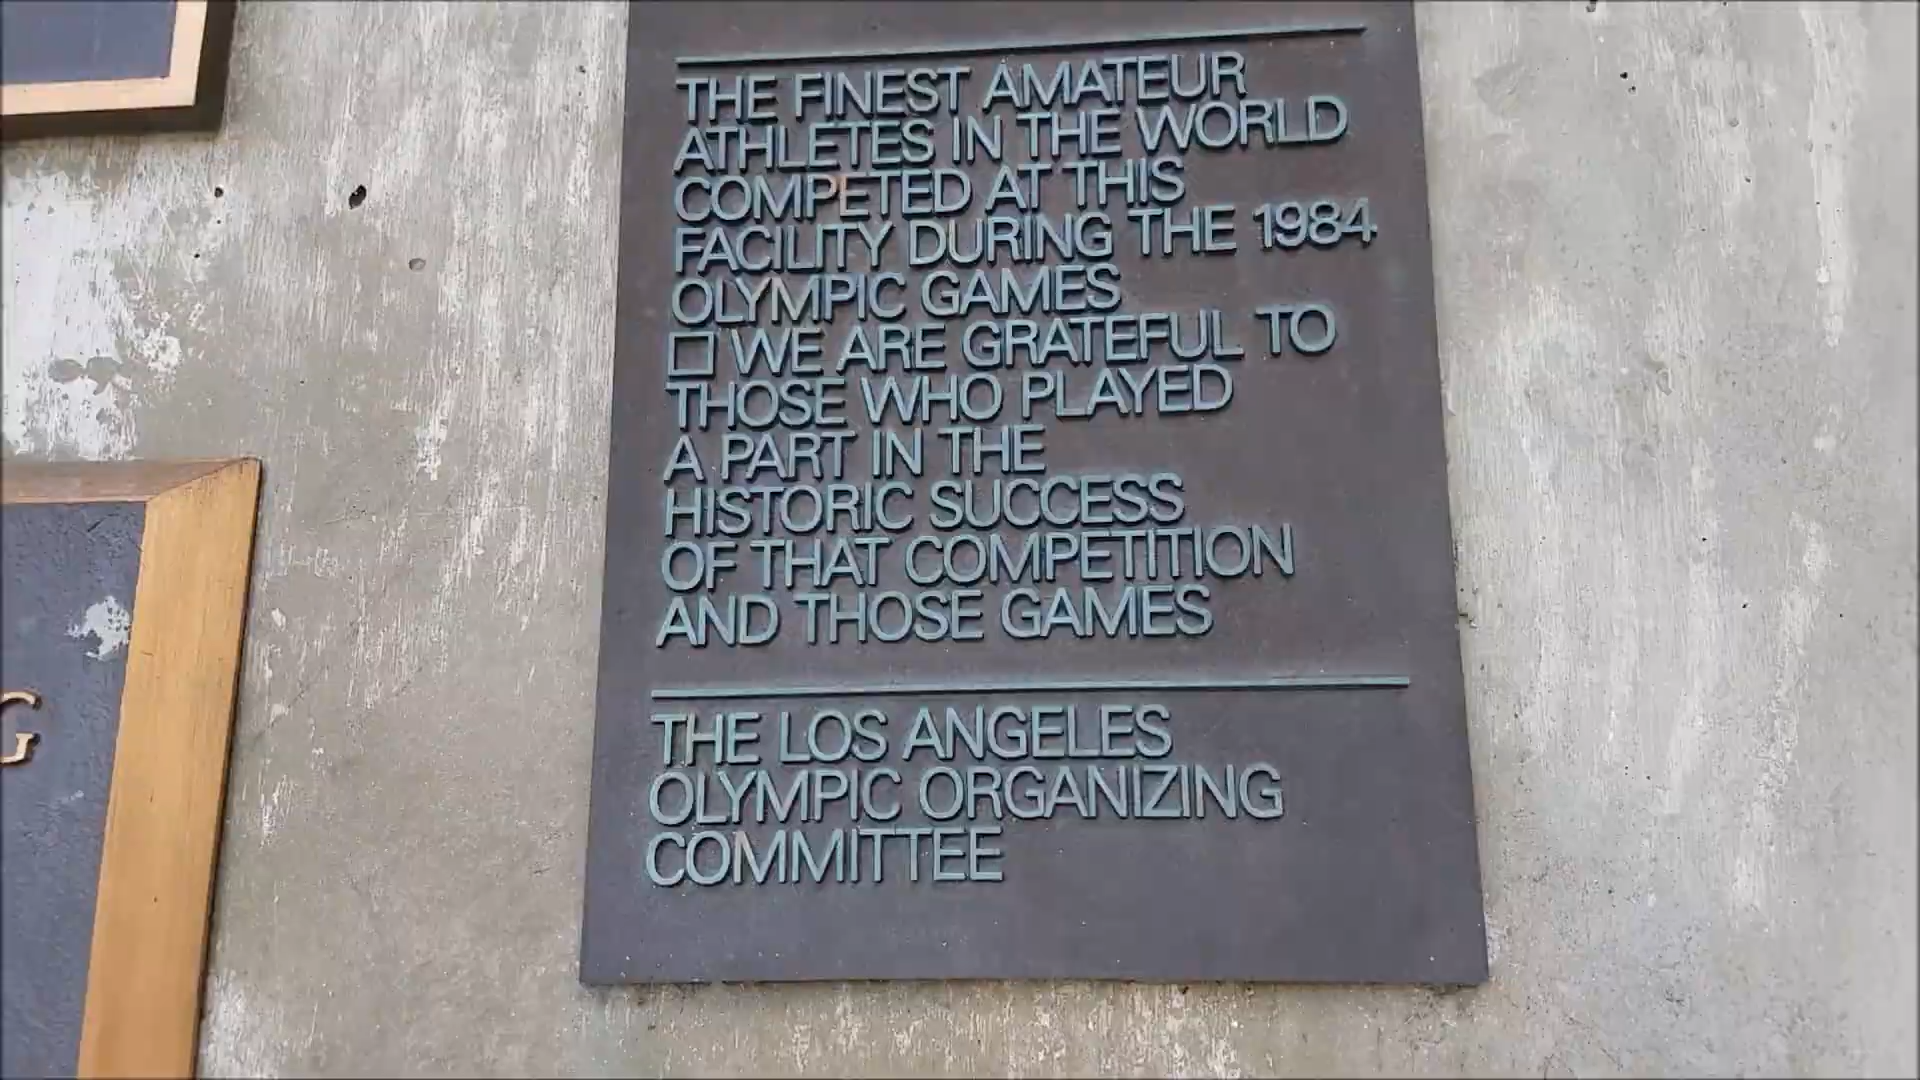 THE FINEST AMATEUR
ATHLETES IN THE WORLD
COMPETED AT THIS
FACILITY DURING THE 1984
OLYMPIC GAMES
□ WE ARE GRATEFUL TO
THOSE WHO PLAYED
A PART IN THE
HISTORIC SUCCESS
OF THAT COMPETITION
AND THOSE GAMES
THE LOS ANGELES
OLYMPIC ORGANIZING
COMMITTEE
G